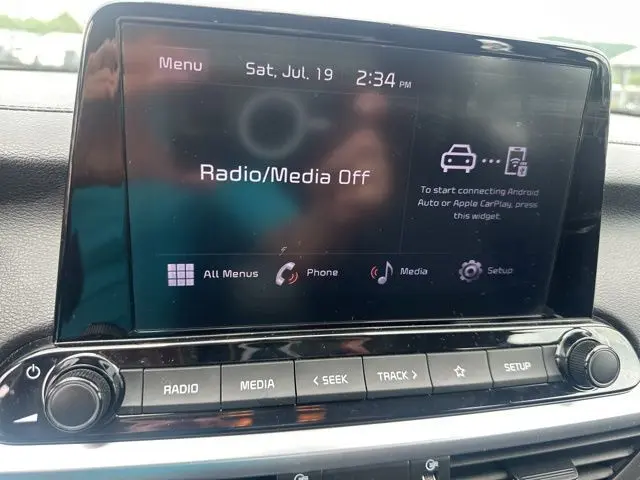 Menu
Sat, Jul. 19
2:34 PM
Radio/Media Off
To start connecting Android
Auto or Apple CarPlay, press
this widget.
All Menus
Phone
Media
Setup
RADIO
MEDIA
< SEEK
TRACK >
SETUP